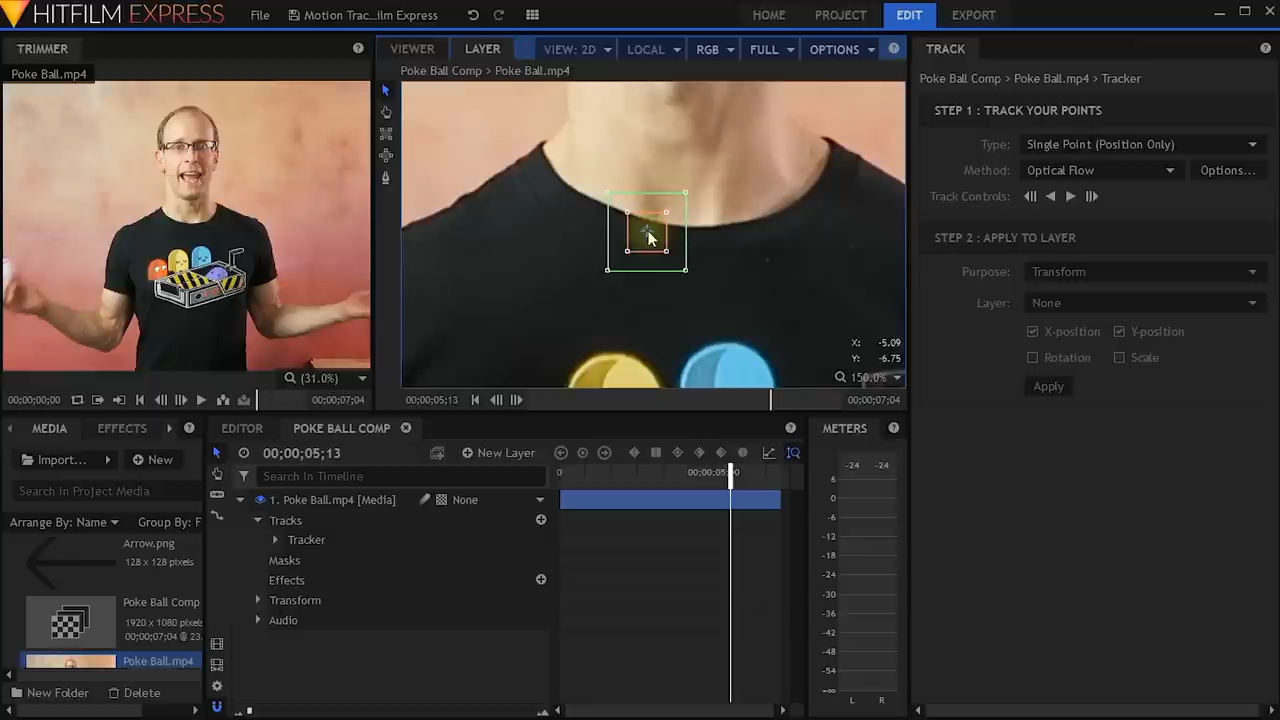 HITFILM EXPRESS
File
Motion Trac...ilm Express
HOME
PROJECT
EDIT
EXPORT
TRIMMER
Poke Ball.mp4
(31.0%)
00;00;00;00
00;00;07;04
VIEWER
LAYER
VIEW: 2D
LOCAL
RGB
FULL
OPTIONS
Poke Ball Comp > Poke Ball.mp4
X: -5.09
Y: -6.75
150.0%
00;00;05;13
00;00;07;04
TRACK
Poke Ball Comp > Poke Ball.mp4 > Tracker
STEP 1 : TRACK YOUR POINTS
Type: Single Point (Position Only)
Method: Optical Flow Options...
Track Controls:
STEP 2 : APPLY TO LAYER
Purpose: Transform
Layer: None
X-position Y-position
Rotation Scale
Apply
MEDIA
EFFECTS
Import...
New
Search in Project Media
Arrange By: Name
Group By: F
Arrow.png
128 x 128 pixels
Poke Ball Comp
1920 x 1080 pixels
00;00;07;04 @ 23.
Poke Ball.mp4
New Folder
Delete
EDITOR
POKE BALL COMP
00;00;05;13
New Layer
Search In Timeline
0
1. Poke Ball.mp4 [Media]
None
Tracks
Tracker
Masks
Effects
Transform
Audio
METERS
-24 -24
6
0
-6
-12
-18
-24
-30
-36
-42
-48
-54
-∞
L R